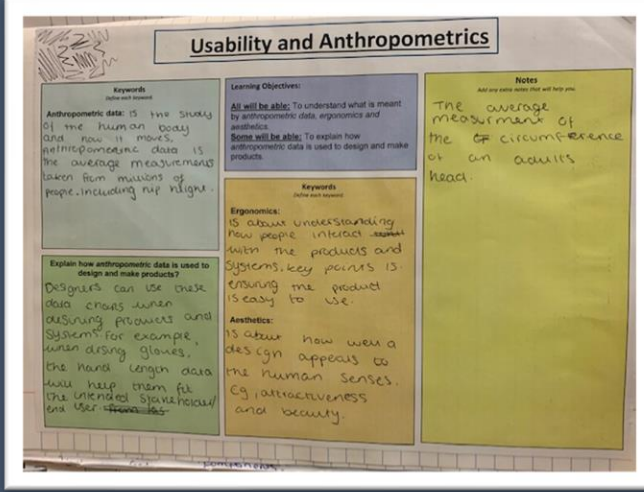 Usability and Anthropometrics
Keywords
Define each keyword.
Anthropometric data: is the study
of the human body
and how it moves.
Anthropometric data is
the average measurements
taken from millions of
people. Including hip height.
Learning Objectives:
All will be able: To understand what is meant
by anthropometric data, ergonomics and
aesthetics.
Some will be able: To explain how
anthropometric data is used to design and make
products.
Keywords
Define each keyword.
Ergonomics:
is about understanding
how people interact
with the products and
systems. key points is
ensuring the product
is easy to use.
Aesthetics:
is about how well a
design appeals to
the human senses.
Eg, attractiveness
and beauty.
Explain how anthropometric data is used to
design and make products?
Designers can use these
data charts when
products and
systems. For example,
when gloves,
the hand length data
will help them fit
the intended stakeholder/
end user.
Notes
Add any extra notes that will help you.
The average
measurment of
the circumference
of an adults
head.